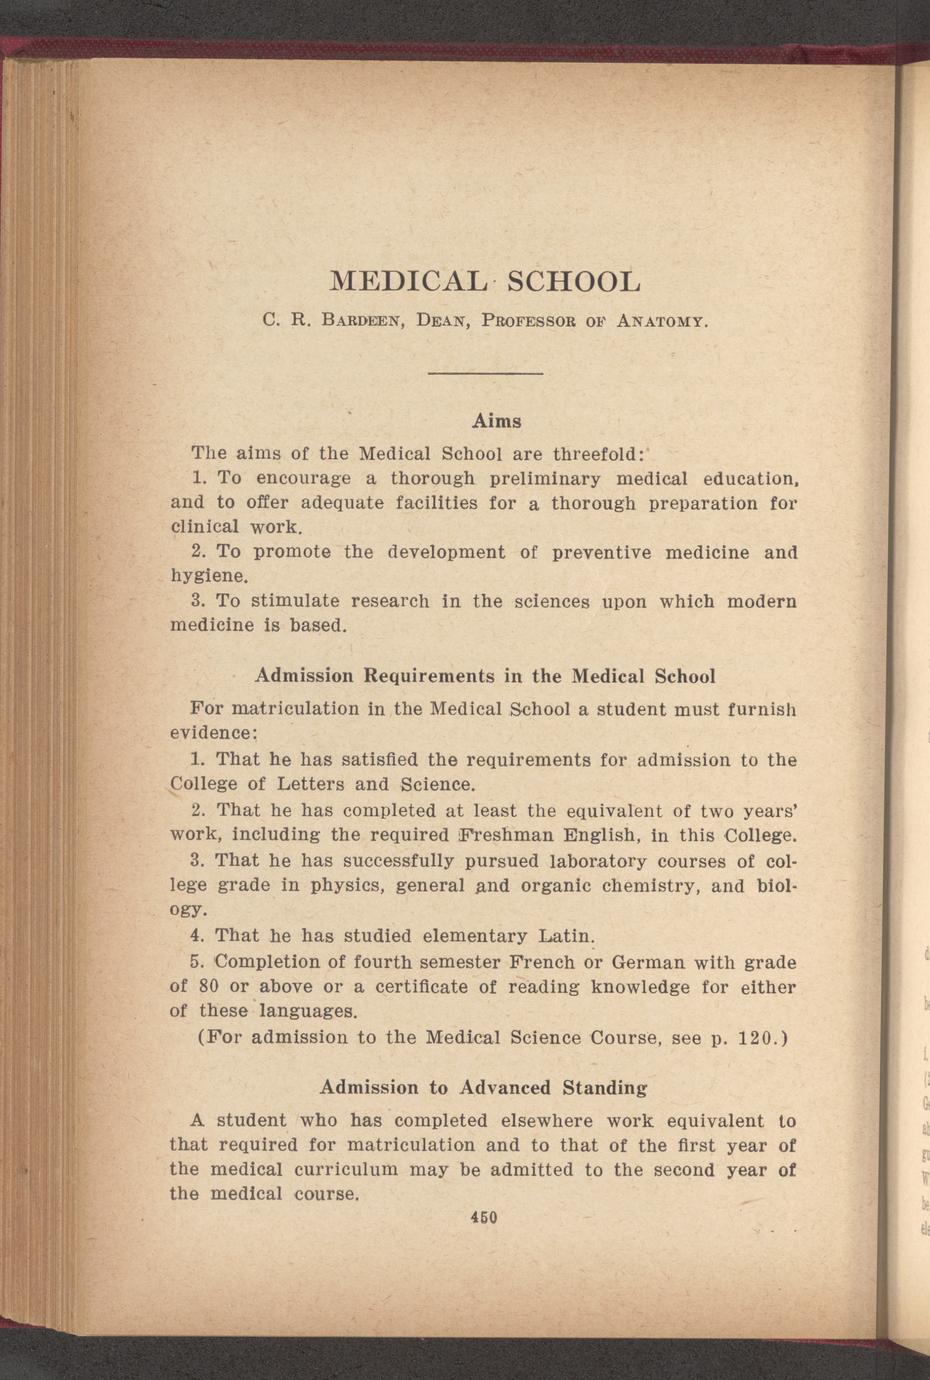 MEDICAL SCHOOL
C. R. Bardeen, Dean, Professor of Anatomy.
Aims
The aims of the Medical School are threefold:
1. To encourage a thorough preliminary medical education,
and to offer adequate facilities for a thorough preparation for
clinical work.
2. To promote the development of preventive medicine and
hygiene.
3. To stimulate research in the sciences upon which modern
medicine is based.
Admission Requirements in the Medical School
For matriculation in the Medical School a student must furnish
evidence:
1. That he has satisfied the requirements for admission to the
College of Letters and Science.
2. That he has completed at least the equivalent of two years'
work, including the required Freshman English, in this College.
3. That he has successfully pursued laboratory courses of col-
lege grade in physics, general and organic chemistry, and biol-
ogy.
4. That he has studied elementary Latin.
5. Completion of fourth semester French or German with grade
of 80 or above or a certificate of reading knowledge for either
of these languages.
(For admission to the Medical Science Course, see p. 120.)
Admission to Advanced Standing
A student who has completed elsewhere work equivalent to
that required for matriculation and to that of the first year of
the medical curriculum may be admitted to the second year of
the medical course.
450